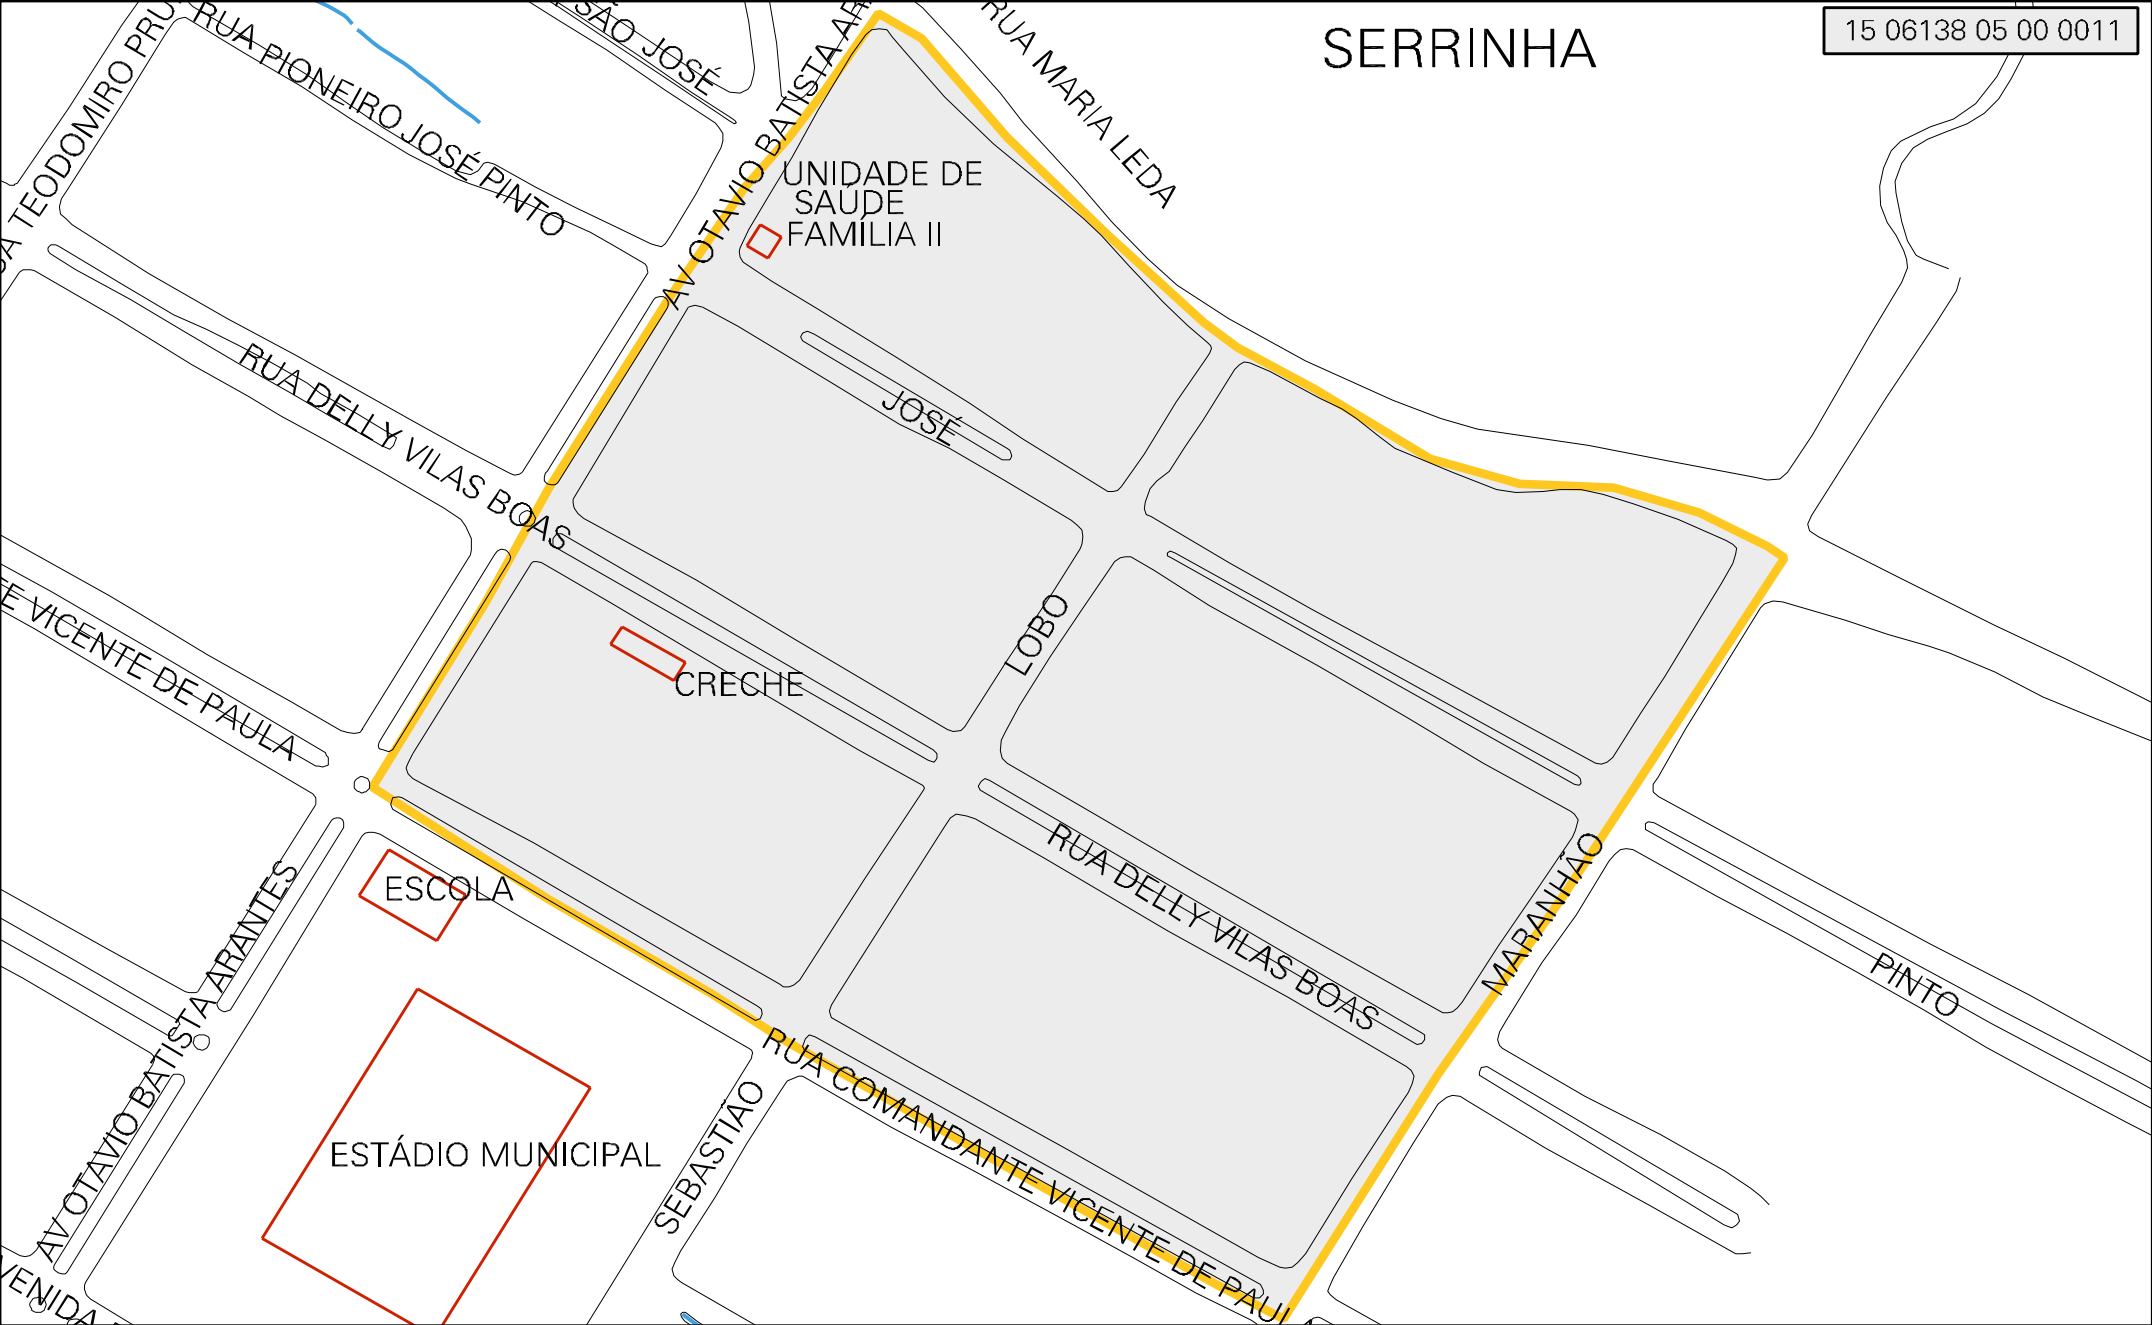 15 06138 05 00 0011
SERRINHA
RUA PIONEIRO JOSÉ PINTO
SÃO JOSÉ
RUA MARIA LEDA
TEODOMIRO
AV OTAVIO BATISTA
UNIDADE DE
SAÚDE
FAMÍLIA II
RUA DELLY VILAS BOAS
JOSÉ
VICENTE DE PAULA
LOBO
CRECHE
RUA DELLY VILAS BOAS
MARANHÃO
ESCOLA
AV OTAVIO BATISTA ARANTES
PINTO
RUA COMANDANTE VICENTE DE
SEBASTIÃO
ESTÁDIO MUNICIPAL